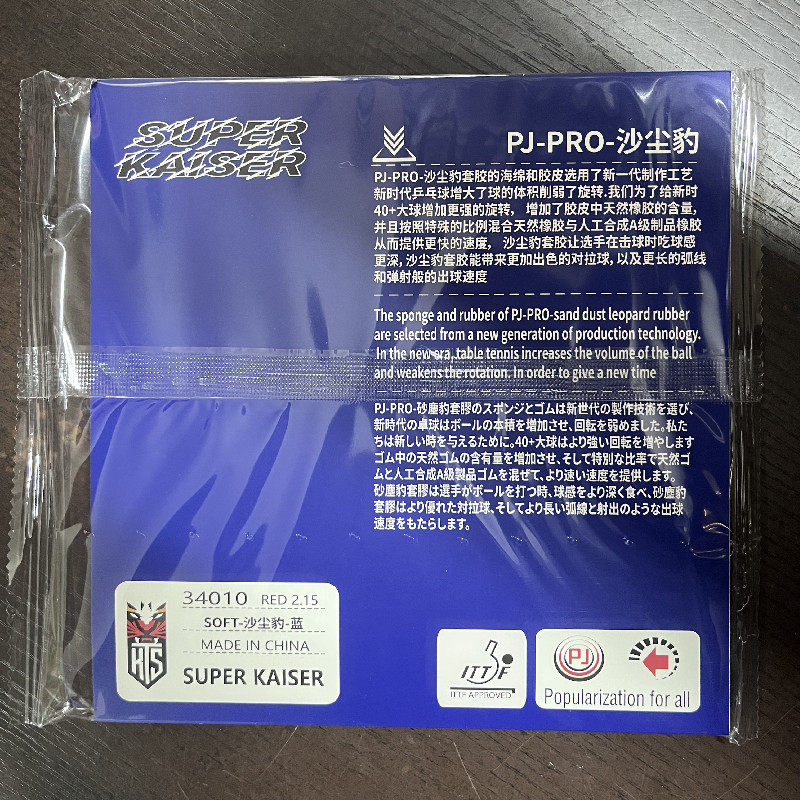 SUPER
KAISER
PJ-PRO-沙尘豹
PJ-PRO-沙尘豹套胶的海绵和胶皮选用了新一代制作工艺
新时代乒乓球增大了球的体积削弱了旋转.我们为了给新时
40+大球增加更强的旋转， 增加了胶皮中天然橡胶的含量,
并且按照特殊的比例混合天然橡胶与人工合成A级制品橡胶
从而提供更快的速度， 沙尘豹套胶让选手在击球时吃球感
更深, 沙尘豹套胶能带来更加出色的对拉球, 以及更长的弧线
和弹射般的出球速度
The sponge and rubber of PJ-PRO-sand dust leopard rubber
are selected from a new generation of production technology.
In the new era, table tennis increases the volume of the ball
and weakens the rotation. In order to give a new time
PJ-PRO-砂塵豹套膠のスポンジとゴムは新世代の製作技術を選び、
新時代の卓球はボールの本積を増加させ、回転を弱めました。私た
ちは新しい時を与えるために。40+大球はより強い回転を増やします
ゴム中の天然ゴムの含有量を増加させ、そして特別な比率で天然ゴ
ムと人工合成A級製品ゴムを混ぜて、より速い速度を提供します。
砂塵豹套膠は選手がボールを打つ時、球感をより深く食べ、砂塵豹
套膠はより優れた対拉球、そしてより長い弧線と射出のような出球
速度をもたらします。
34010 RED 2.15
SOFT-沙尘豹-蓝
MADE IN CHINA
SUPER KAISER
HTS
ITTF
ITTF APPROVED
PJ
Popularization for all